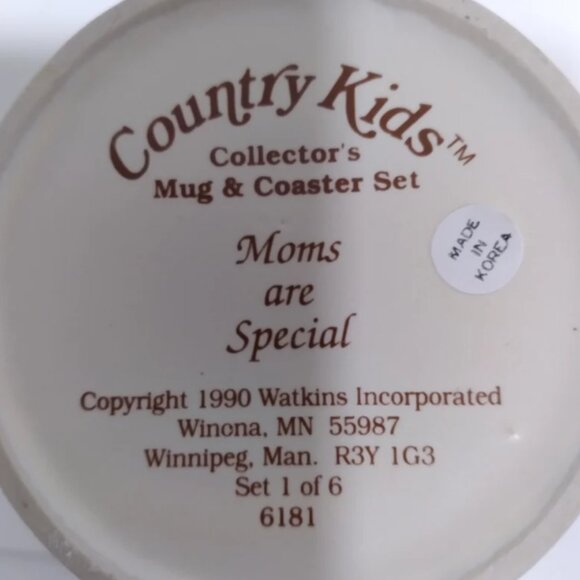 Country Kids™
Collector's
Mug & Coaster Set
Moms
are
Special
MADE
IN
KOREA
Copyright 1990 Watkins Incorporated
Winona, MN 55987
Winnipeg, Man. R3Y 1G3
Set 1 of 6
6181